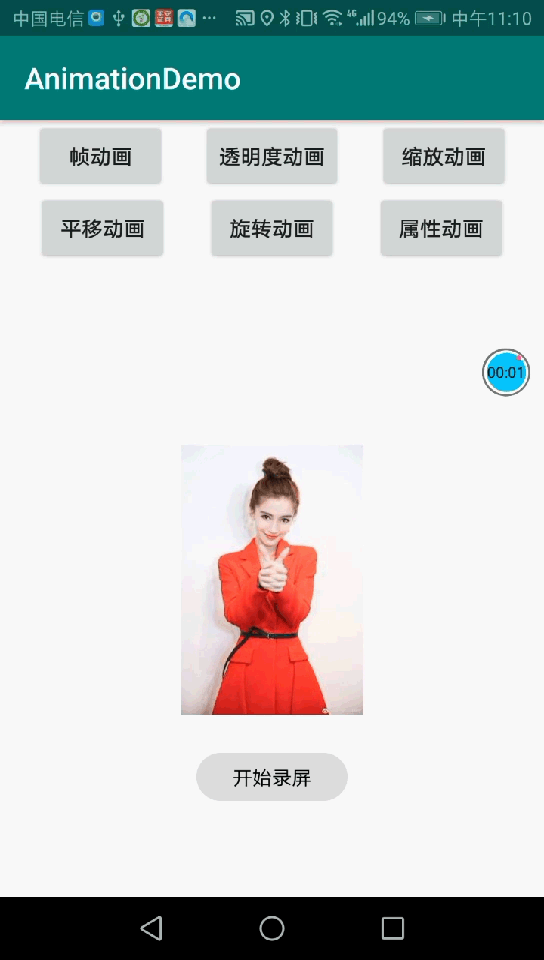 中国电信 4G 94% 中午11:10
AnimationDemo
帧动画 透明度动画 缩放动画
平移动画 旋转动画 属性动画
00:01
开始录屏